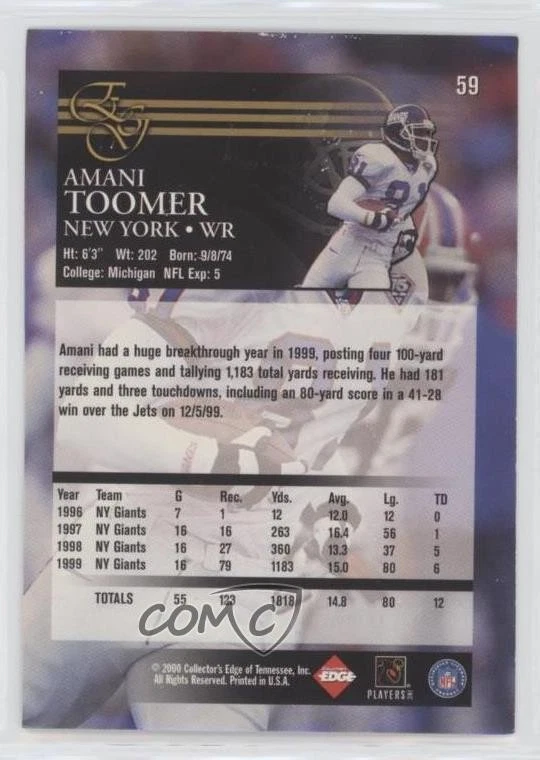 59
EG
AMANI
TOOMER
NEW YORK • WR
Ht: 6'3" Wt: 202 Born: 9/8/74
College: Michigan NFL Exp: 5
81
Amani had a huge breakthrough year in 1999, posting four 100-yard
receiving games and tallying 1,183 total yards receiving. He had 181
yards and three touchdowns, including an 80-yard score in a 41-28
win over the Jets on 12/5/99.
Year Team G Rec. Yds. Avg. Lg. TD
1996 NY Giants 7 1 12 12.0 12 0
1997 NY Giants 16 16 263 16.4 56 1
1998 NY Giants 16 27 360 13.3 37 5
1999 NY Giants 16 79 1183 15.0 80 6
TOTALS 55 123 1818 14.8 80 12
COMC
© 2000 Collector's Edge of Tennessee, Inc.
All Rights Reserved. Printed in U.S.A.
EDGE
PLAYERS INC
NFL